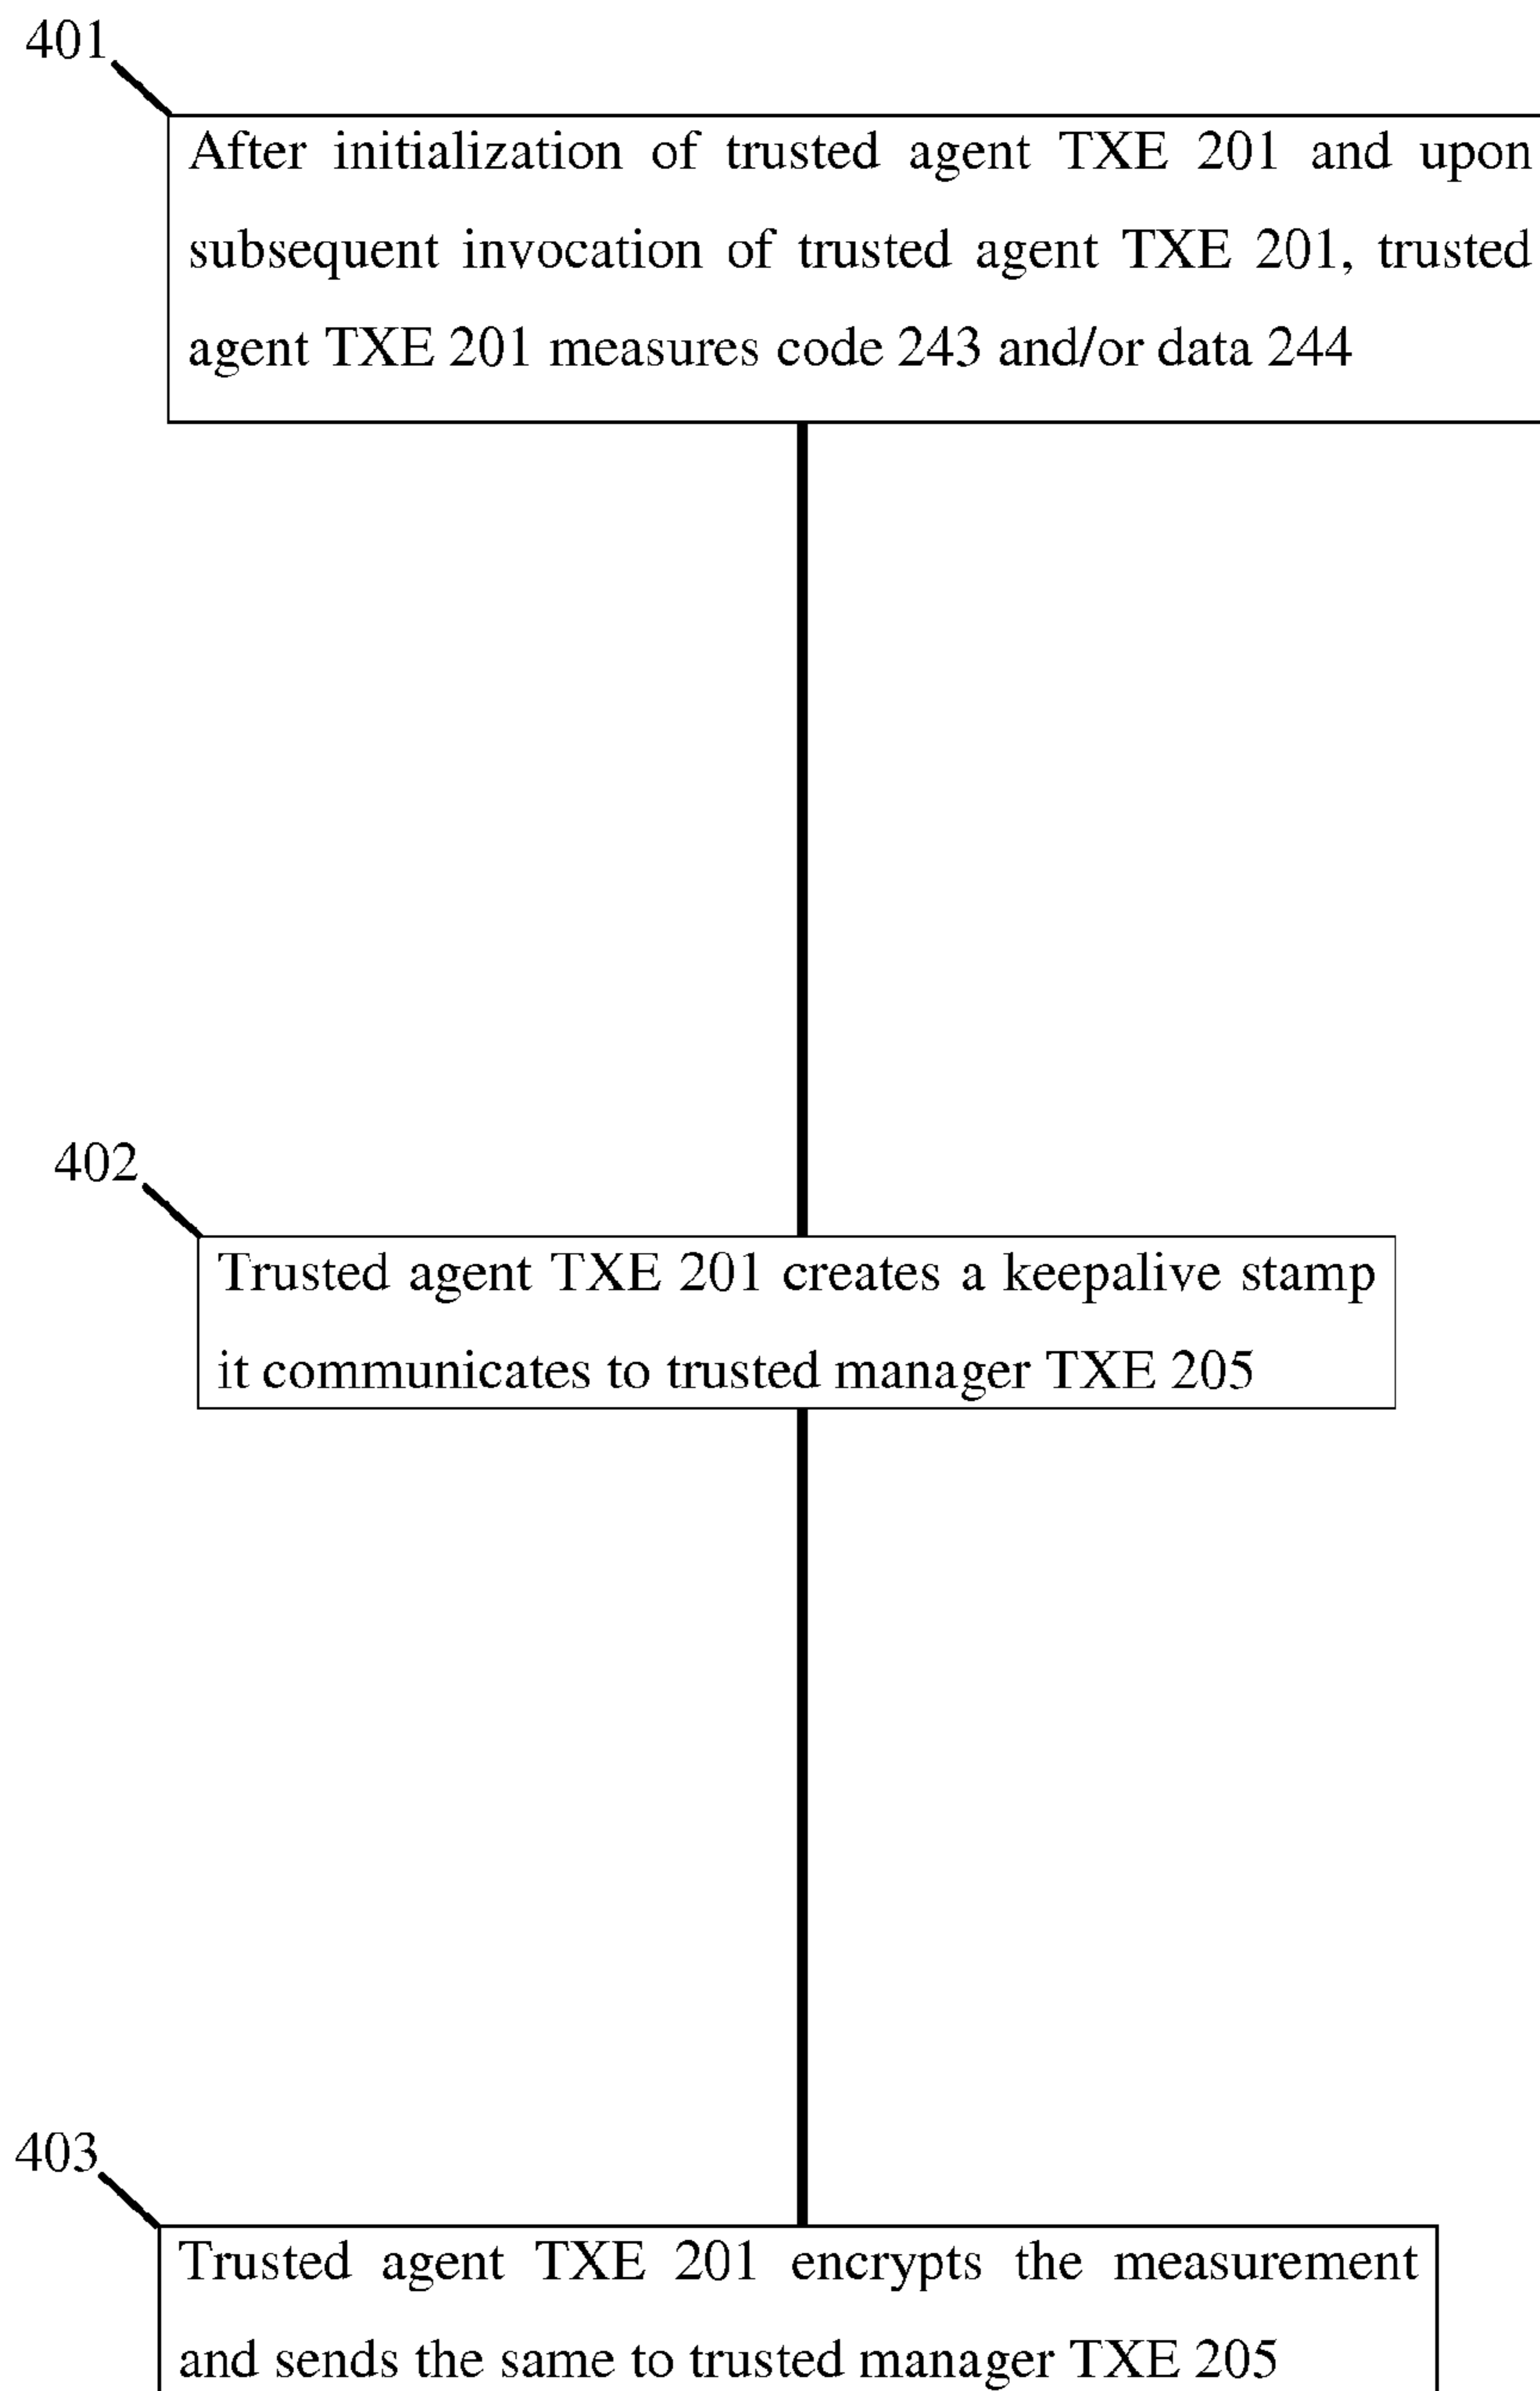 401
After initialization of trusted agent TXE 201 and upon
subsequent invocation of trusted agent TXE 201, trusted
agent TXE 201 measures code 243 and/or data 244
402
Trusted agent TXE 201 creates a keepalive stamp
it communicates to trusted manager TXE 205
403
Trusted agent TXE 201 encrypts the measurement
and sends the same to trusted manager TXE 205